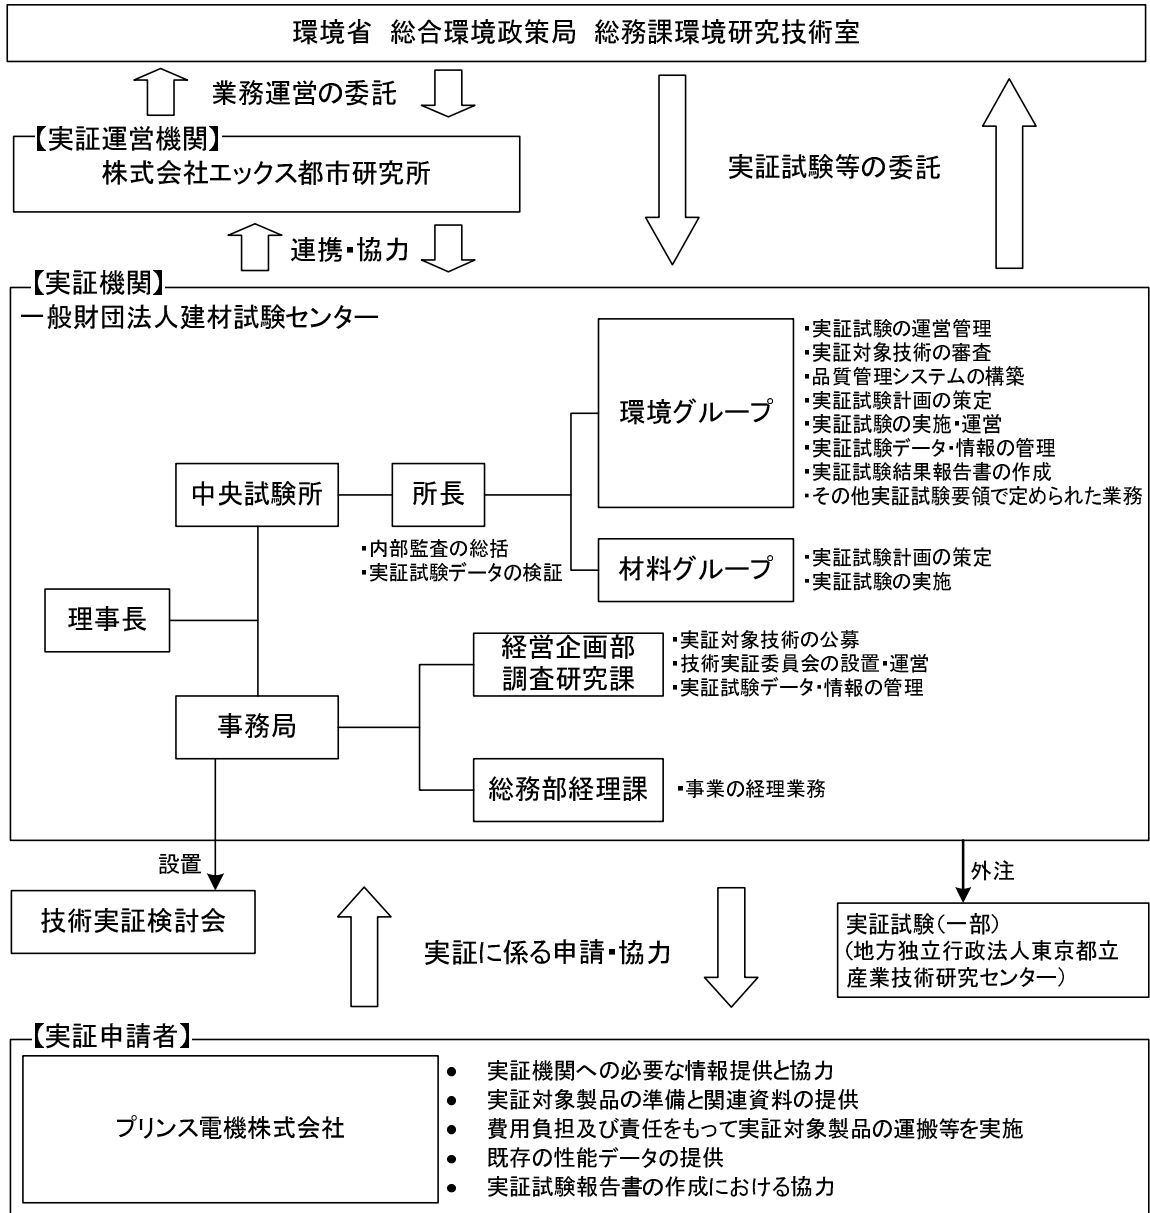 環境省　総合環境政策局　総務課環境研究技術室
業務運営の委託
【実証運営機関】
株式会社エックス都市研究所
実証試験等の委託
連携・協力
【実証機関】
一般財団法人建材試験センター
環境グループ
・実証試験の運営管理
・実証対象技術の審査
・品質管理システムの構築
・実証試験計画の策定
・実証試験の実施・運営
・実証試験データ・情報の管理
・実証試験結果報告書の作成
・その他実証試験要領で定められた業務
中央試験所
所長
・内部監査の総括
・実証試験データの検証
材料グループ
・実証試験計画の策定
・実証試験の実施
理事長
経営企画部
調査研究課
・実証対象技術の公募
・技術実証委員会の設置・運営
・実証試験データ・情報の管理
事務局
総務部経理課
・事業の経理業務
設置
技術実証検討会
実証に係る申請・協力
外注
実証試験(一部)
(地方独立行政法人東京都立
産業技術研究センター)
【実証申請者】
プリンス電機株式会社
● 実証機関への必要な情報提供と協力
● 実証対象製品の準備と関連資料の提供
● 費用負担及び責任をもって実証対象製品の運搬等を実施
● 既存の性能データの提供
● 実証試験報告書の作成における協力